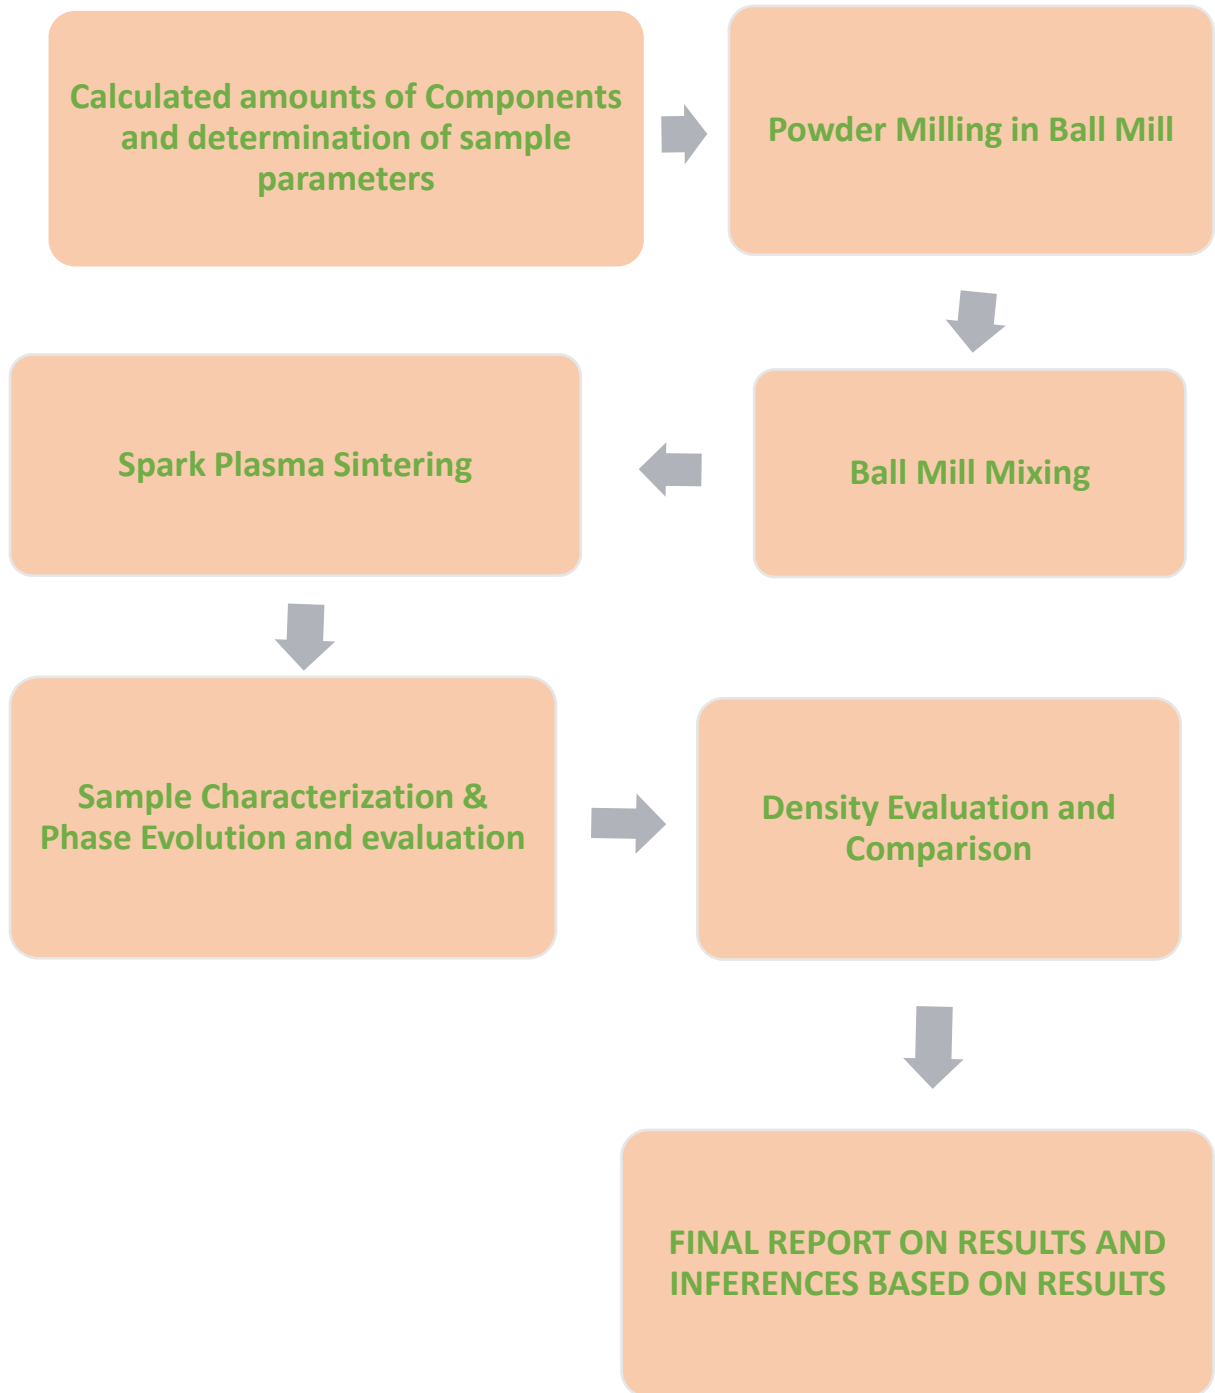 Calculated amounts of Components
and determination of sample
parameters
Powder Milling in Ball Mill
Ball Mill Mixing
Spark Plasma Sintering
Sample Characterization &
Phase Evolution and evaluation
Density Evaluation and
Comparison
FINAL REPORT ON RESULTS AND
INFERENCES BASED ON RESULTS